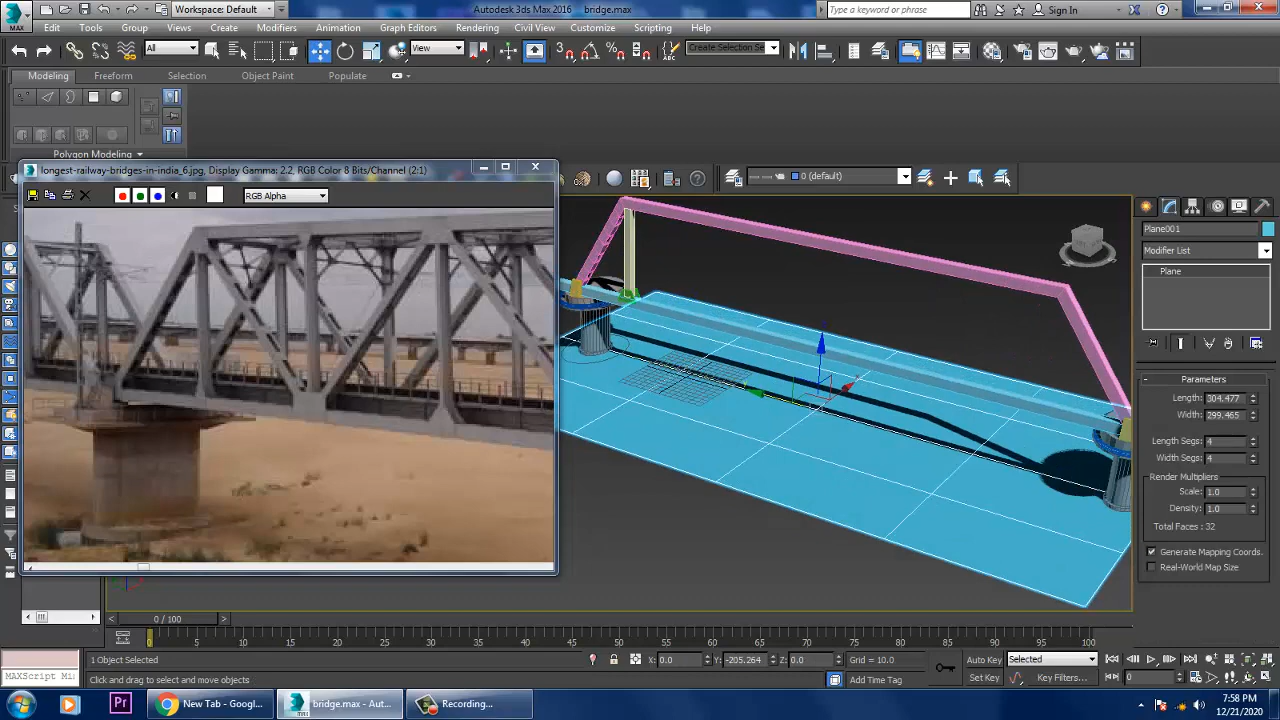 MAX
Workspace: Default
Autodesk 3ds Max 2016 bridge.max
Type a keyword or phrase
Sign In
Edit Tools Group Views Create Modifiers Animation Graph Editors Rendering Civil View Customize Scripting Help
All
View
Create Selection Se
Modeling Freeform Selection Object Paint Populate
Polygon Modeling
longest-railway-bridges-in-india_6.jpg, Display Gamma: 2.2, RGB Color 8 Bits/Channel (2:1)
RGB Alpha
0 (default)
Plane001
Modifier List
Plane
Parameters
Length: 304.477
Width: 299.465
Length Segs: 4
Width Segs: 4
Render Multipliers
Scale: 1.0
Density: 1.0
Total Faces : 32
Generate Mapping Coords.
Real-World Map Size
0 / 100
0 5 10 15 20 25 30 35 40 45 50 55 60 65 70 75 80 85 90 95 100
1 Object Selected
X: 0.0 Y: -205.264 Z: 0.0 Grid = 10.0
Auto Key Selected
MAXScript Mi
Click and drag to select and move objects
Add Time Tag
Set Key Key Filters... 0
Pr
New Tab - Googl...
bridge.max - Aut...
Recording...
7:58 PM
12/21/2020